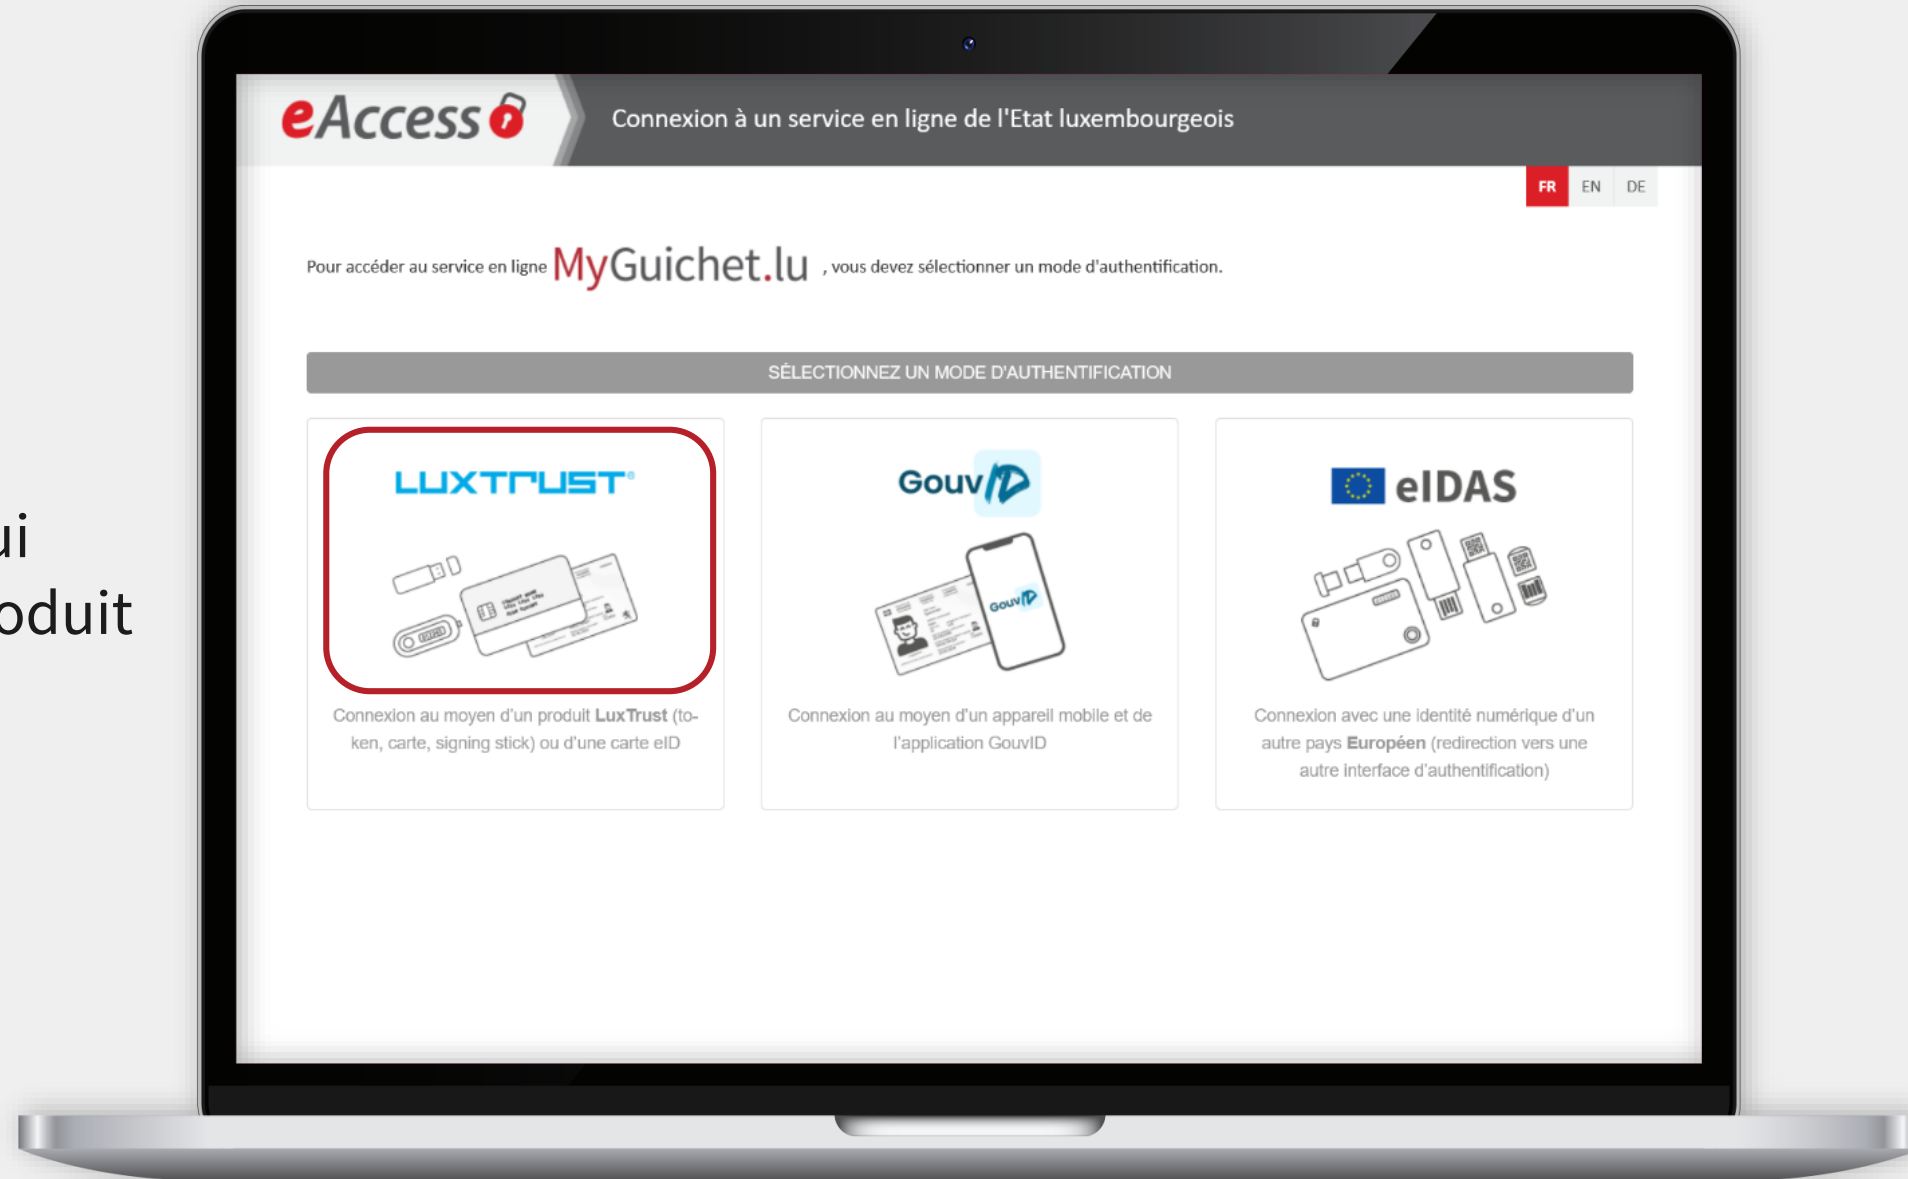 eAccess
Connexion à un service en ligne de l'Etat luxembourgeois
FR EN DE
Pour accéder au service en ligne MyGuichet.lu , vous devez sélectionner un mode d'authentification.
SÉLECTIONNEZ UN MODE D'AUTHENTIFICATION
LUXTRUST
Connexion au moyen d'un produit LuxTrust (to-
ken, carte, signing stick) ou d'une carte eID
GouvID
GouvID
Connexion au moyen d'un appareil mobile et de
l'application GouvID
eIDAS
Connexion avec une identité numérique d'un
autre pays Européen (redirection vers une
autre interface d'authentification)
ui
oduit